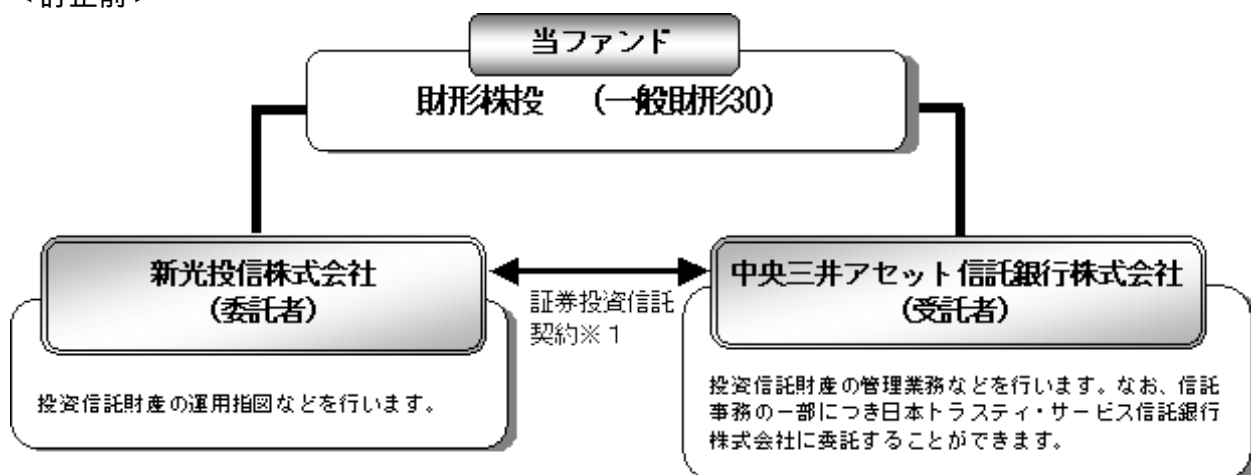 ＜訂正前＞
当ファンド
財形株投　（一般財形30）
新光投信株式会社
（委託者）
投資信託財産の運用指図などを行います。
証券投資信託
契約※１
中央三井アセット信託銀行株式会社
（受託者）
投資信託財産の管理業務などを行います。なお、信託
事務の一部につき日本トラスティ・サービス信託銀行
株式会社に委託することができます。